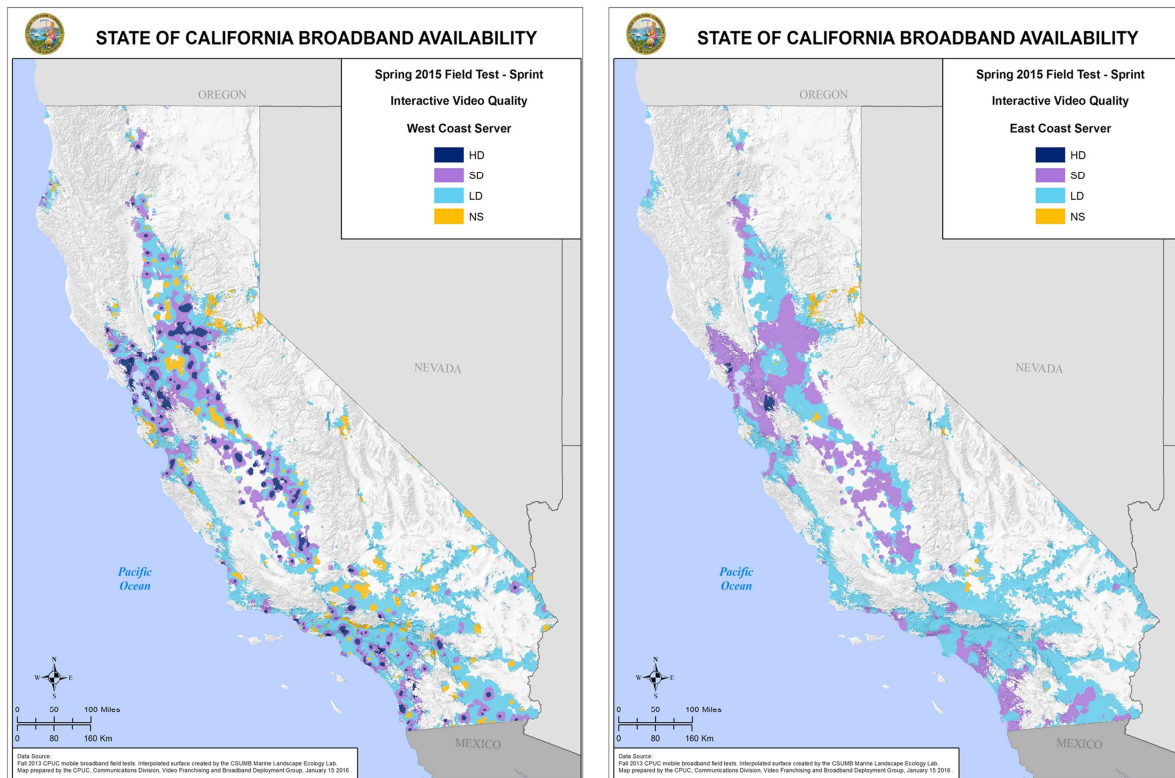 STATE OF CALIFORNIA BROADBAND AVAILABILITY
Spring 2015 Field Test - Sprint
Interactive Video Quality
West Coast Server
HD
SD
LD
NS
OREGON
NEVADA
Pacific
Ocean
N
W
E
S
0 50 100 Miles
0 80 160 Km
MEXICO
Data Source:
Fall 2013 CPUC mobile broadband field tests. Interpolated surface created by the CSUMB Marine Landscape Ecology Lab.
Map prepared by the CPUC, Communications Division, Video Franchising and Broadband Deployment Group, January 15 2016 .
STATE OF CALIFORNIA BROADBAND AVAILABILITY
Spring 2015 Field Test - Sprint
Interactive Video Quality
East Coast Server
HD
SD
LD
NS
OREGON
NEVADA
Pacific
Ocean
N
W
E
S
0 50 100 Miles
0 80 160 Km
MEXICO
Data Source:
Fall 2013 CPUC mobile broadband field tests. Interpolated surface created by the CSUMB Marine Landscape Ecology Lab.
Map prepared by the CPUC, Communications Division, Video Franchising and Broadband Deployment Group, January 15 2016 .